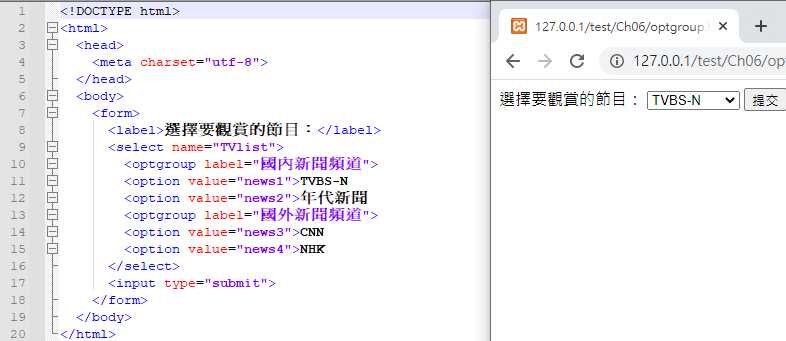 1 <!DOCTYPE html>
2 <html>
3 <head>
4 <meta charset="utf-8">
5 </head>
6 <body>
7 <form>
8 <label>選擇要觀賞的節目：</label>
9 <select name="TVlist">
10 <optgroup label="國內新聞頻道">
11 <option value="news1">TVBS-N
12 <option value="news2">年代新聞
13 <optgroup label="國外新聞頻道">
14 <option value="news3">CNN
15 <option value="news4">NHK
16 </select>
17 <input type="submit">
18 </form>
19 </body>
20 </html>
127.0.0.1/test/Ch06/optgroup.
127.0.0.1/test/Ch06/op
選擇要觀賞的節目： TVBS-N 提交